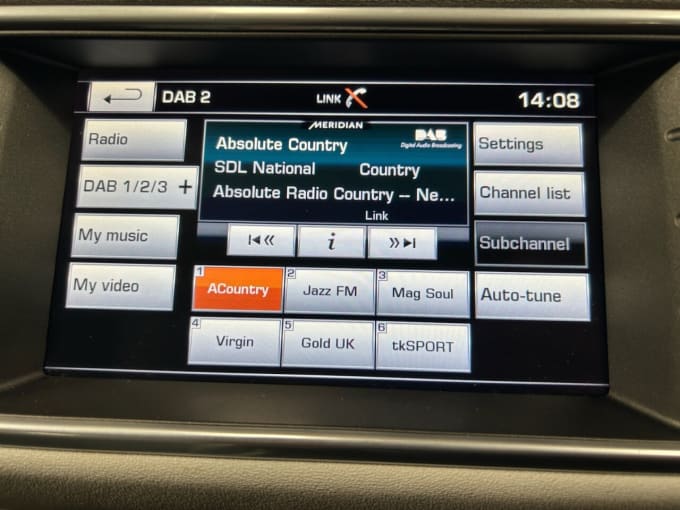 DAB 2
LINK
14:08
Radio
DAB 1/2/3 +
My music
My video
MERIDIAN
Absolute Country
DAB
Digital Audio Broadcasting
SDL National Country
Absolute Radio Country – Ne...
Link
i
Settings
Channel list
Subchannel
Auto-tune
1 ACountry
2 Jazz FM
3 Mag Soul
4 Virgin
5 Gold UK
6 tkSPORT